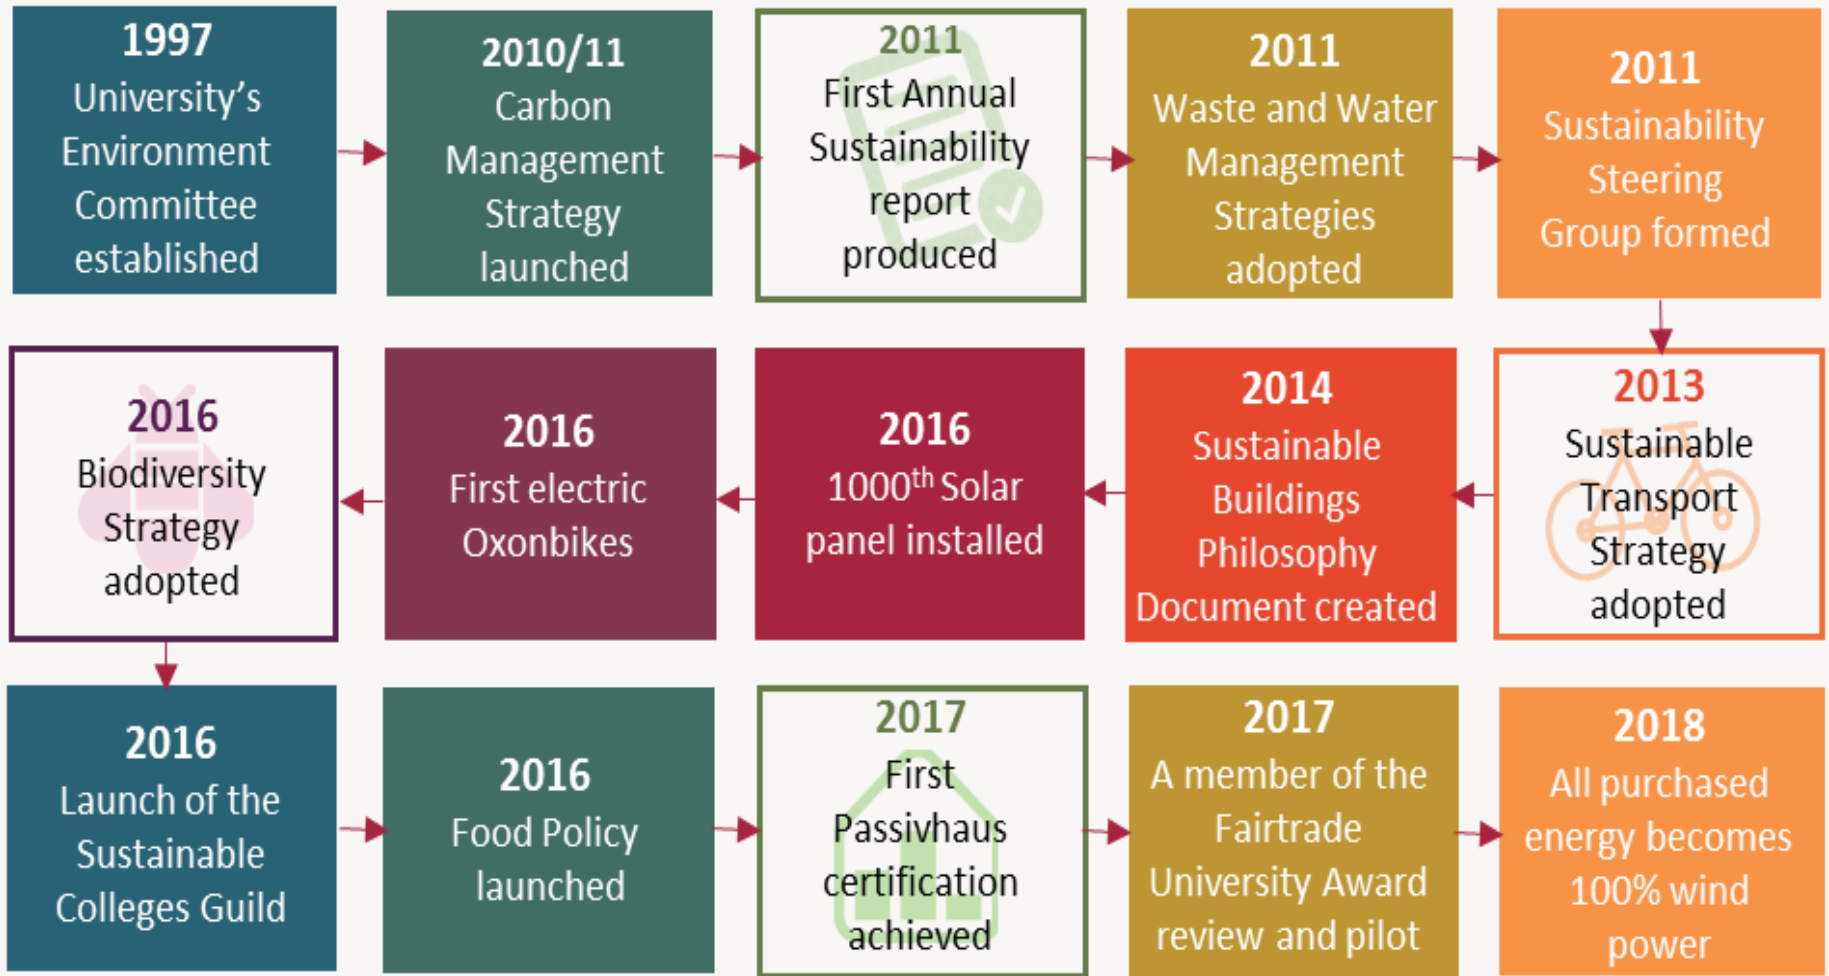 1997
University’s
Environment
Committee
established
2010/11
Carbon
Management
Strategy
launched
2011
First Annual
Sustainability
report
produced
2011
Waste and Water
Management
Strategies
adopted
2011
Sustainability
Steering
Group formed
2013
Sustainable
Transport
Strategy
adopted
2014
Sustainable
Buildings
Philosophy
Document created
2016
1000th Solar
panel installed
2016
First electric
Oxonbikes
2016
Biodiversity
Strategy
adopted
2016
Launch of the
Sustainable
Colleges Guild
2016
Food Policy
launched
2017
First
Passivhaus
certification
achieved
2017
A member of the
Fairtrade
University Award
review and pilot
2018
All purchased
energy becomes
100% wind
power